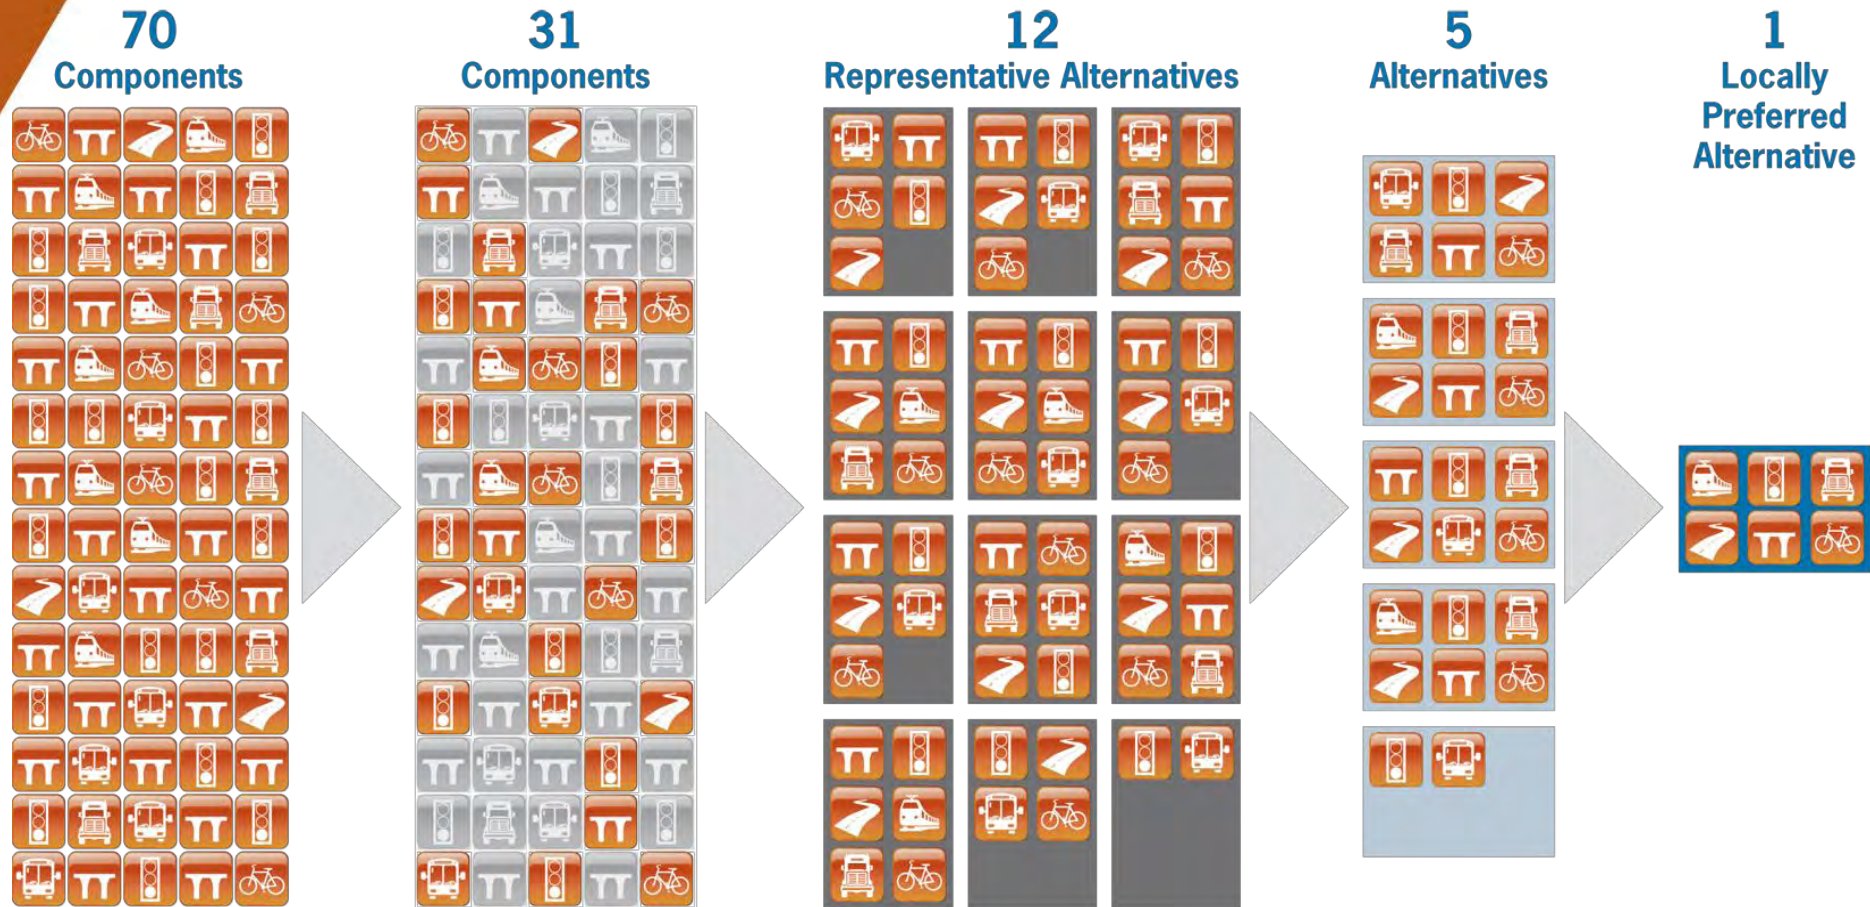 70
Components
31
Components
12
Representative Alternatives
5
Alternatives
1
Locally
Preferred
Alternative